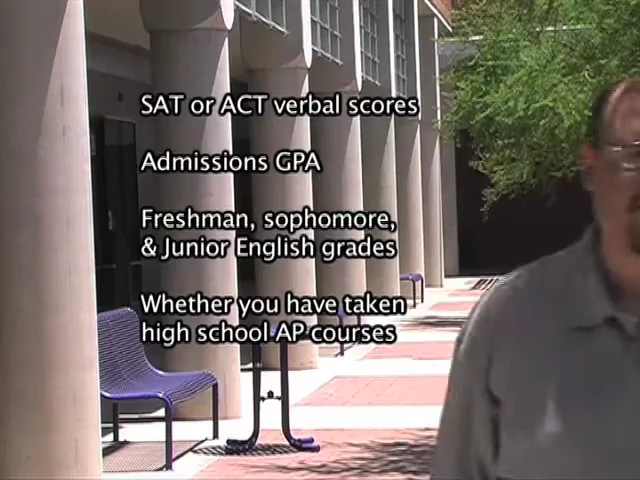 SAT or ACT verbal scores
Admissions GPA
Freshman, sophomore,
& Junior English grades
Whether you have taken
high school AP courses